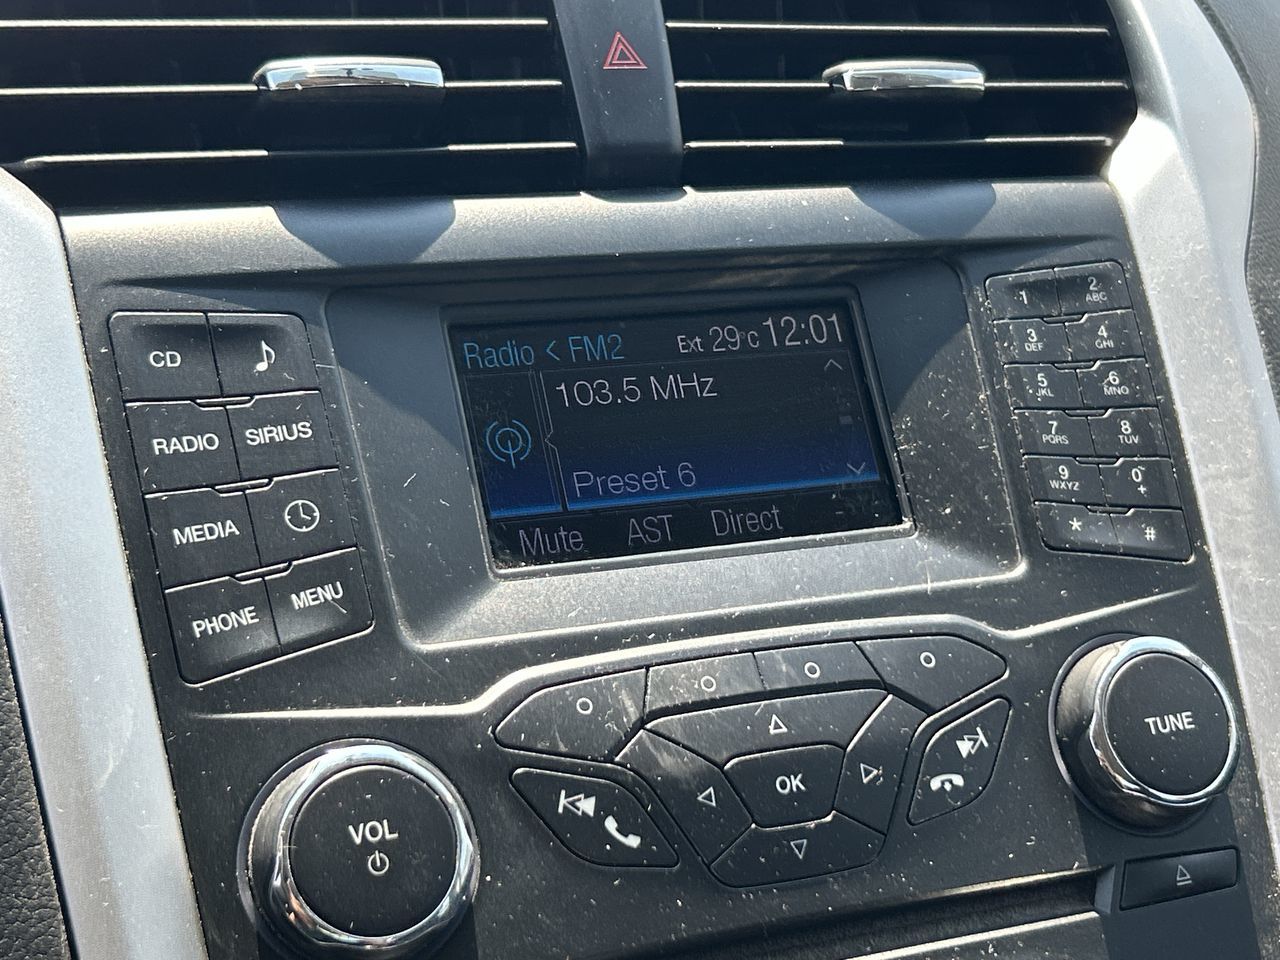 Radio < FM2 Ext 29°C 12:01
103.5 MHz
Preset 6
Mute AST Direct
CD
RADIO SIRIUS
MEDIA
PHONE MENU
1 2 ABC
3 DEF 4 GHI
5 JKL 6 MNO
7 PQRS 8 TUV
9 WXYZ 0 +
* #
OK
VOL
TUNE